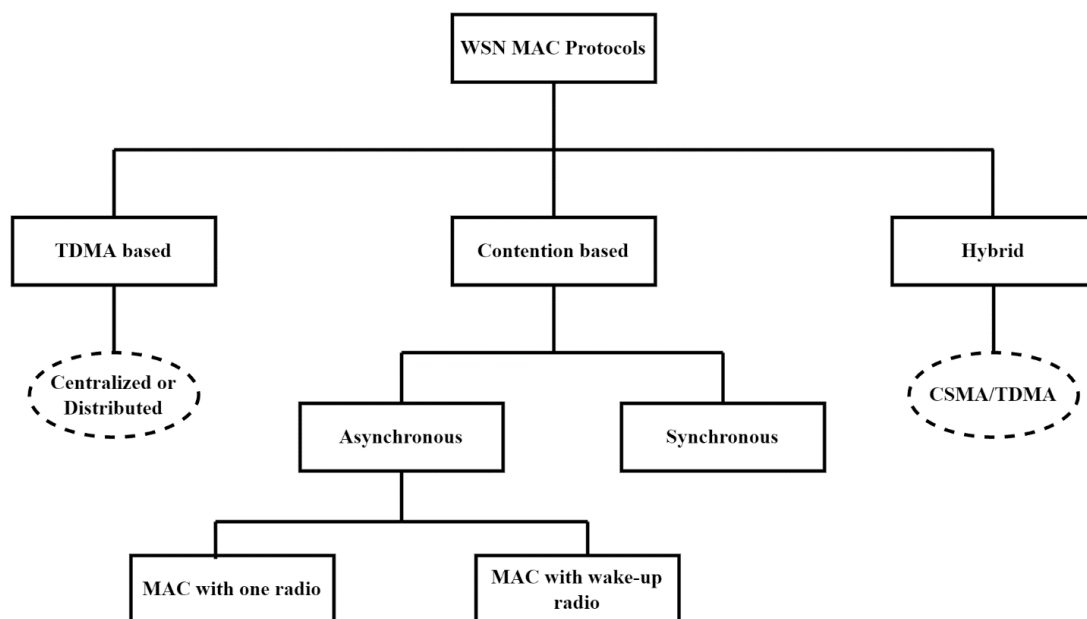 WSN MAC Protocols
TDMA based
Contention based
Hybrid
Centralized or
Distributed
CSMA/TDMA
Asynchronous
Synchronous
MAC with one radio
MAC with wake-up
radio